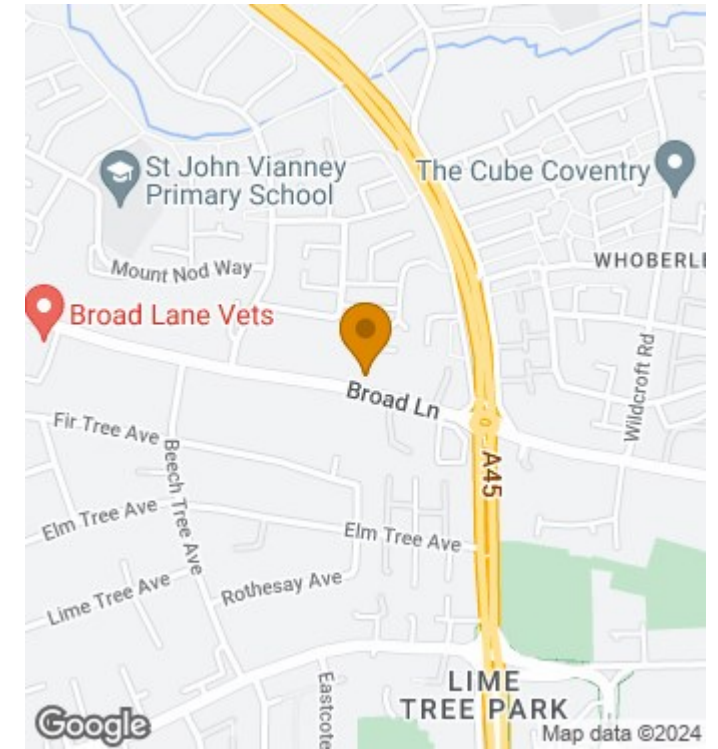 St John Vianney
Primary School
The Cube Coventry
Mount Nod Way
WHOBERLE
Broad Lane Vets
Wildcroft Rd
Broad Ln
Fir Tree Ave
Beech Tree Ave
A45
Elm Tree Ave
Elm Tree Ave
Lime Tree Ave
Rothesay Ave
Eastcote
LIME
TREE PARK
Google
Map data ©2024